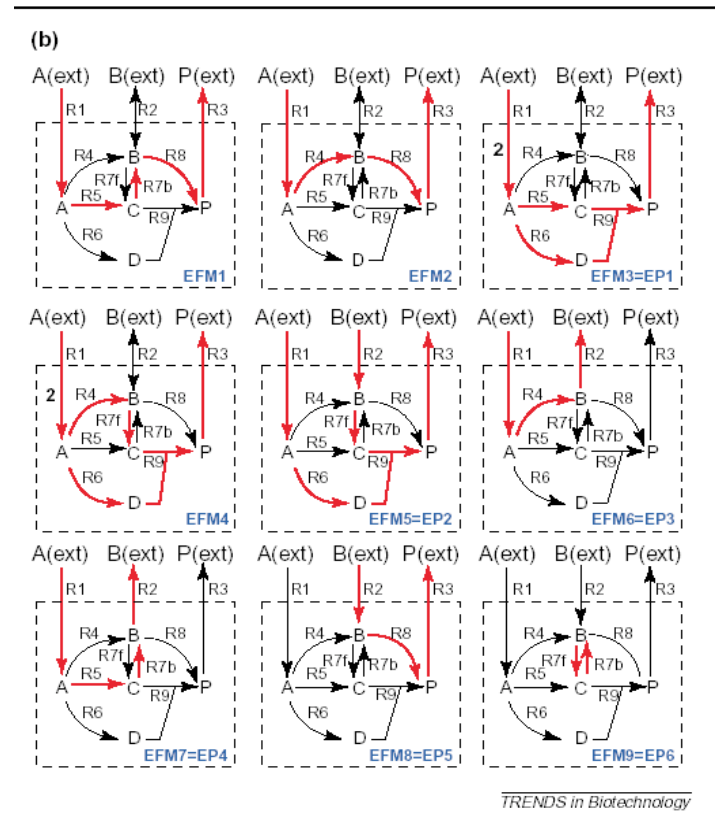 (b)
A(ext) B(ext) P(ext) A(ext) B(ext) P(ext) A(ext) B(ext) P(ext)
R1 R2 R3 R1 R2 R3 R1 R2 R3
2
R4 B R8 R4 B R8 R4 B R8
R7f R7b R7f R7b R7f R7b
A R5 C R9 P A R5 C R9 P A R5 C R9 P
R6 D R6 D R6 D
EFM1 EFM2 EFM3=EP1
A(ext) B(ext) P(ext) A(ext) B(ext) P(ext) A(ext) B(ext) P(ext)
R1 R2 R3 R1 R2 R3 R1 R2 R3
2
R4 B R8 R4 B R8 R4 B R8
R7f R7b R7f R7b R7f R7b
A R5 C R9 P A R5 C R9 P A R5 C R9 P
R6 D R6 D R6 D
EFM4 EFM5=EP2 EFM6=EP3
A(ext) B(ext) P(ext) A(ext) B(ext) P(ext) A(ext) B(ext) P(ext)
R1 R2 R3 R1 R2 R3 R1 R2 R3
R4 B R8 R4 B R8 R4 B R8
R7f R7b R7f R7b R7f R7b
A R5 C R9 P A R5 C R9 P A R5 C R9 P
R6 D R6 D R6 D
EFM7=EP4 EFM8=EP5 EFM9=EP6
TRENDS in Biotechnology